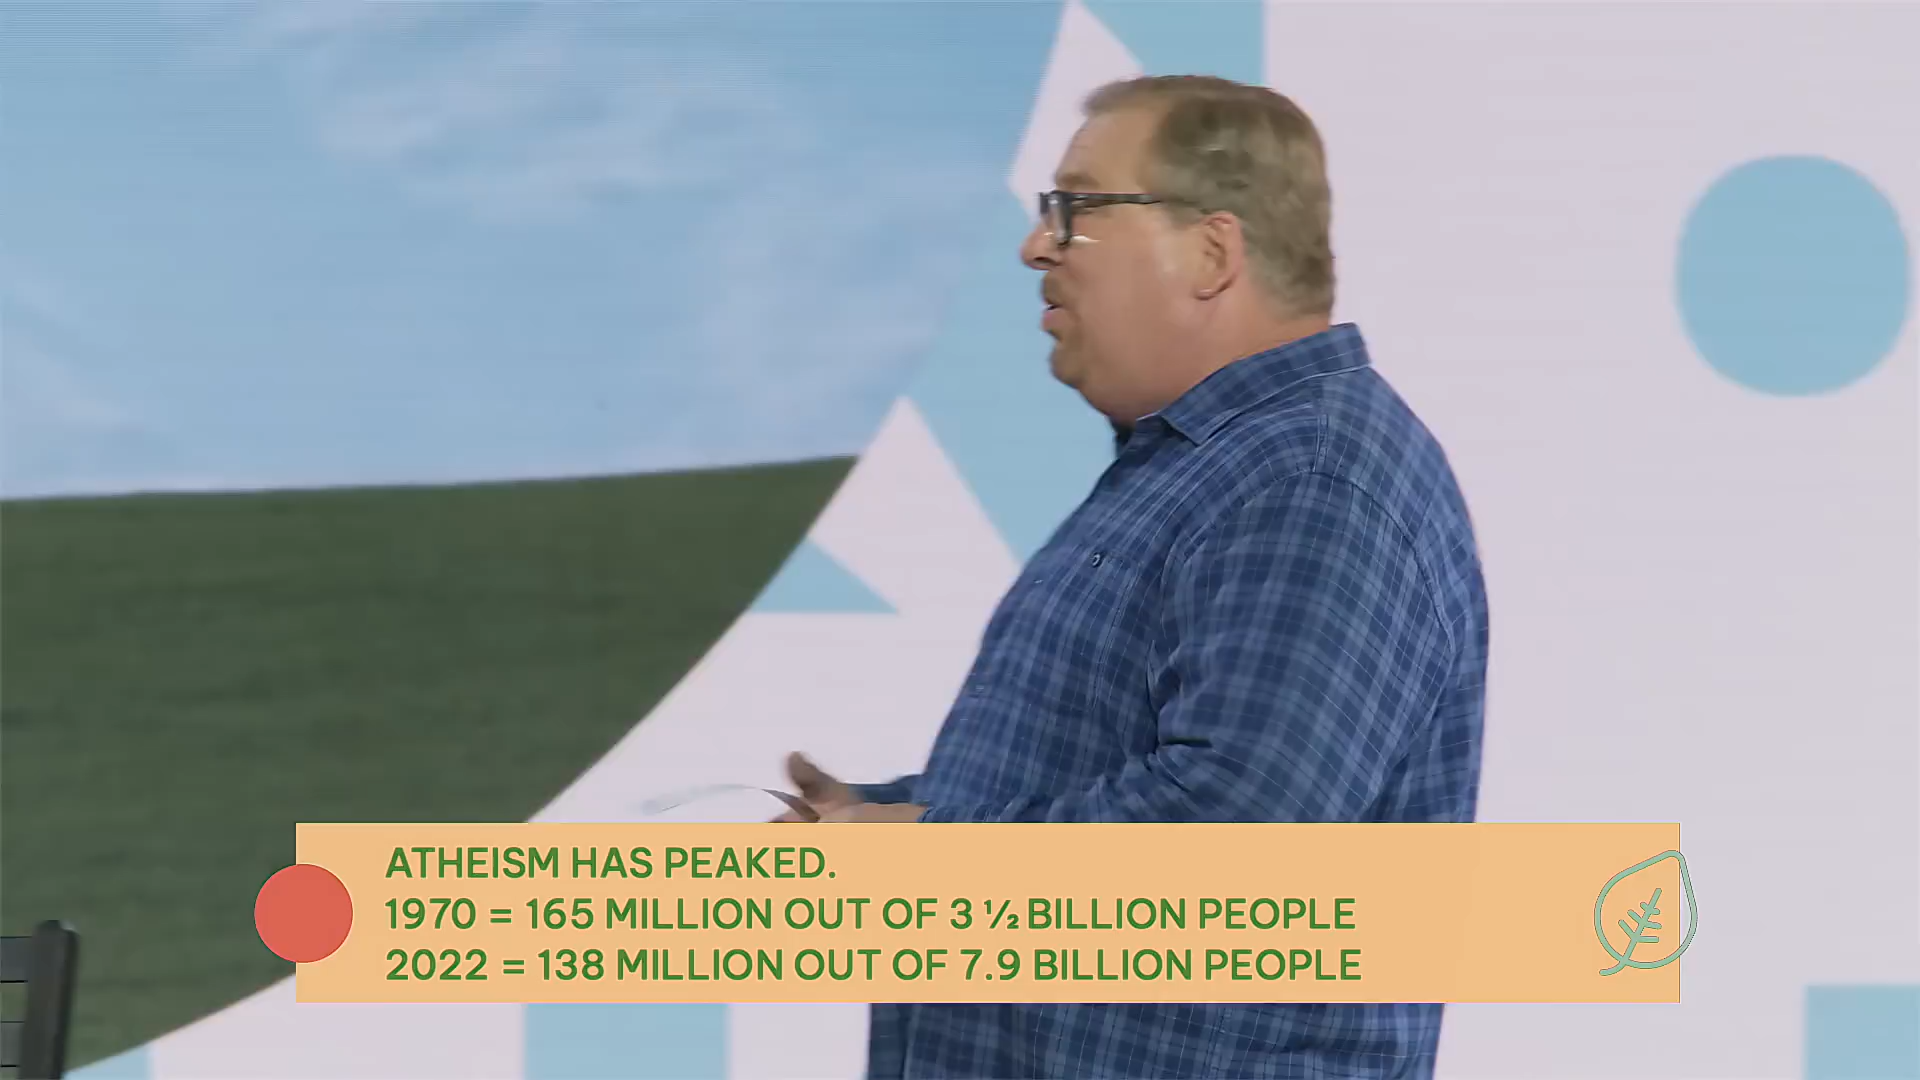 ATHEISM HAS PEAKED.
1970 = 165 MILLION OUT OF 3 ½ BILLION PEOPLE
2022 = 138 MILLION OUT OF 7.9 BILLION PEOPLE